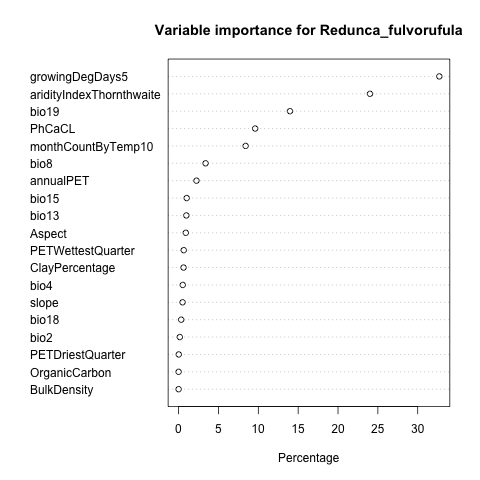 Variable importance for Redunca_fulvorufula
growingDegDays5
aridityIndexThornthwaite
bio19
PhCaCL
monthCountByTemp10
bio8
annualPET
bio15
bio13
Aspect
PETWettestQuarter
ClayPercentage
bio4
slope
bio18
bio2
PETDriestQuarter
OrganicCarbon
BulkDensity
0 5 10 15 20 25 30
Percentage